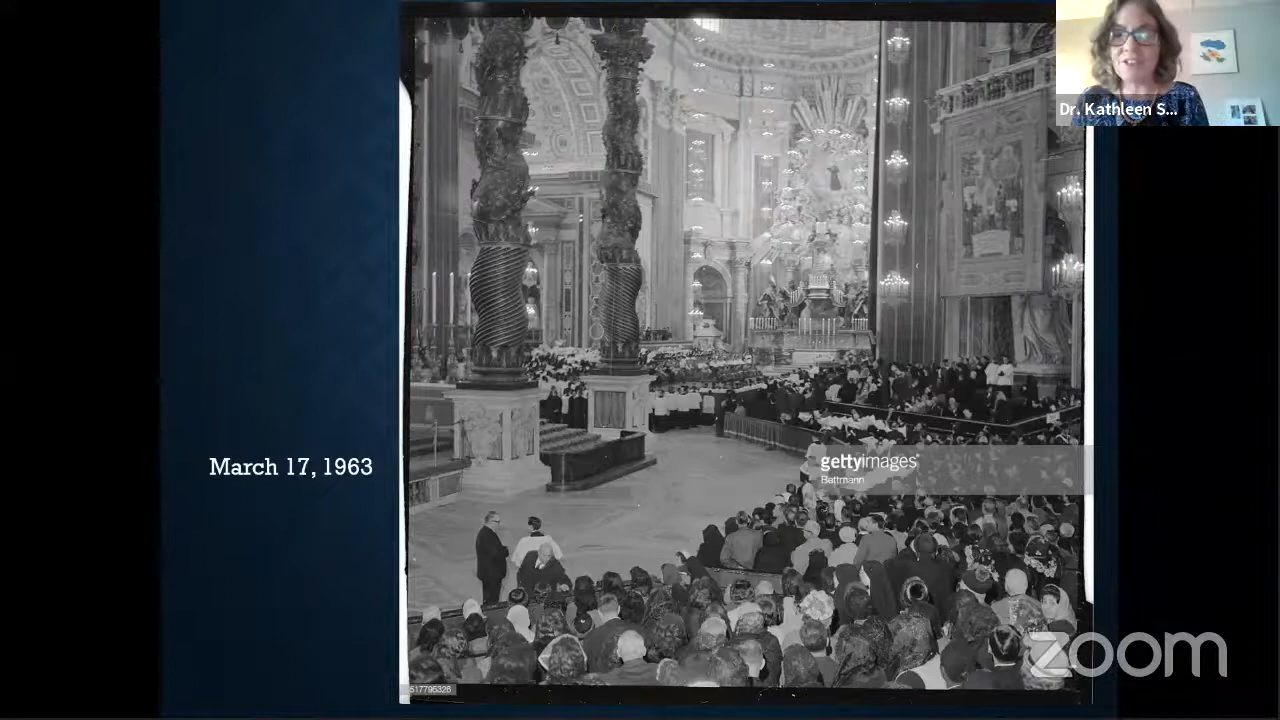 Dr. Kathleen S...
March 17, 1963
gettyimages
Bettmann
517795326
zoom